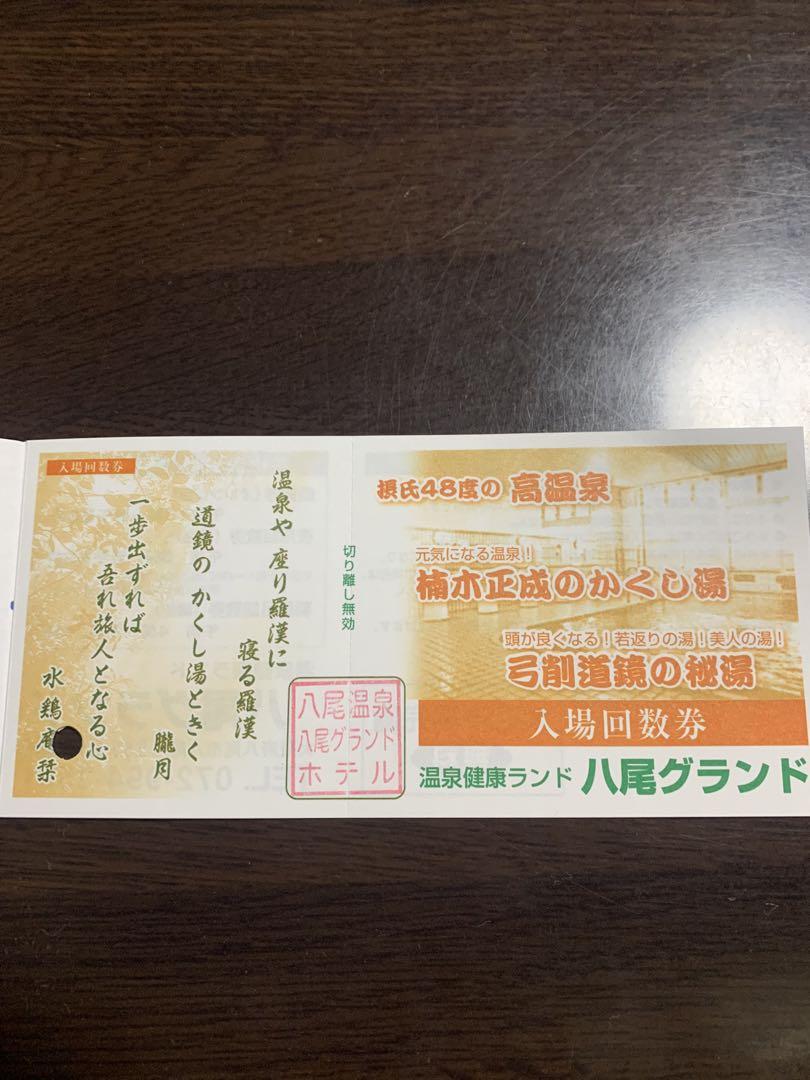 入場回数券
温泉や 座り羅漢に
寝る羅漢
道鏡のかくし湯ときく
朧月
一歩出ずれば
吾れ旅人となる心
水鶏庵 栞
切り離し無効
八尾温泉
八尾グランド
ホテル
摂氏48度の 高温泉
元気になる温泉!
楠木正成のかくし湯
頭が良くなる!若返りの湯!美人の湯!
弓削道鏡の秘湯
入場回数券
温泉健康ランド 八尾グランド